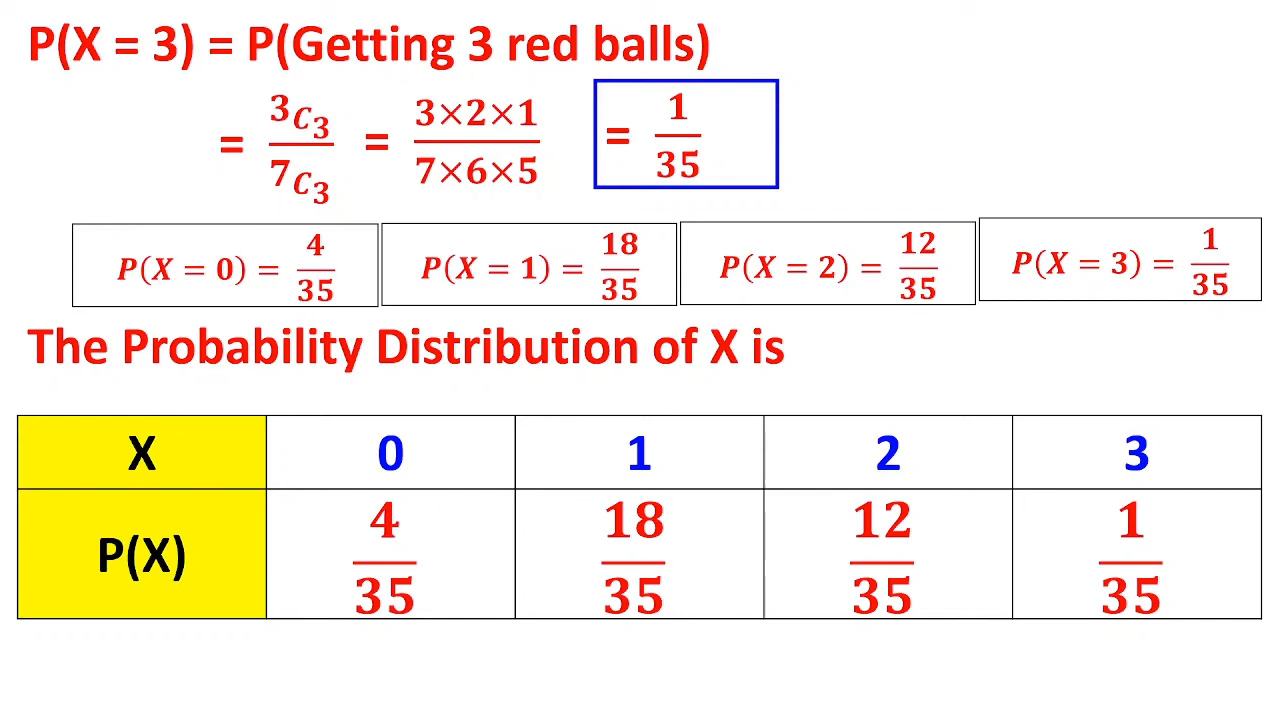 P(X = 3) = P(Getting 3 red balls)
= 3C₃/7C₃ = 3×2×1/7×6×5 = 1/35
P(X = 0) = 4/35 P(X = 1) = 18/35 P(X = 2) = 12/35 P(X = 3) = 1/35
The Probability Distribution of X is
X 0 1 2 3
P(X) 4/35 18/35 12/35 1/35